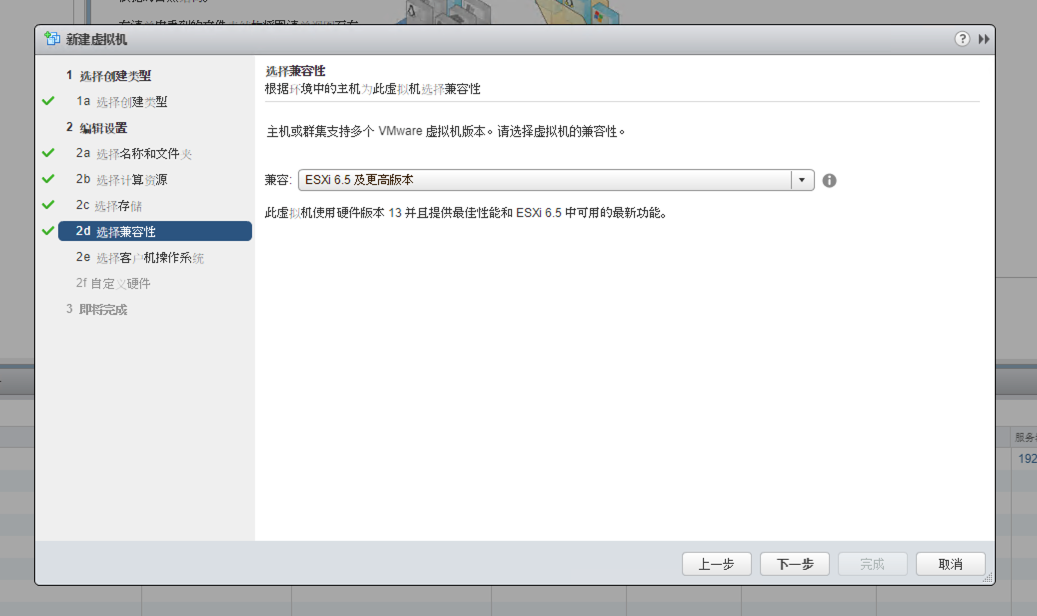 新建虚拟机
?
1 选择创建类型
1a 选择创建类型
2 编辑设置
2a 选择名称和文件夹
2b 选择计算资源
2c 选择存储
2d 选择兼容性
2e 选择客户机操作系统
2f 自定义硬件
3 即将完成
选择兼容性
根据环境中的主机为此虚拟机选择兼容性
主机或群集支持多个 VMware 虚拟机版本。请选择虚拟机的兼容性。
兼容: ESXi 6.5 及更高版本
此虚拟机使用硬件版本 13 并且提供最佳性能和 ESXi 6.5 中可用的最新功能。
服务
192
上一步 下一步 完成 取消